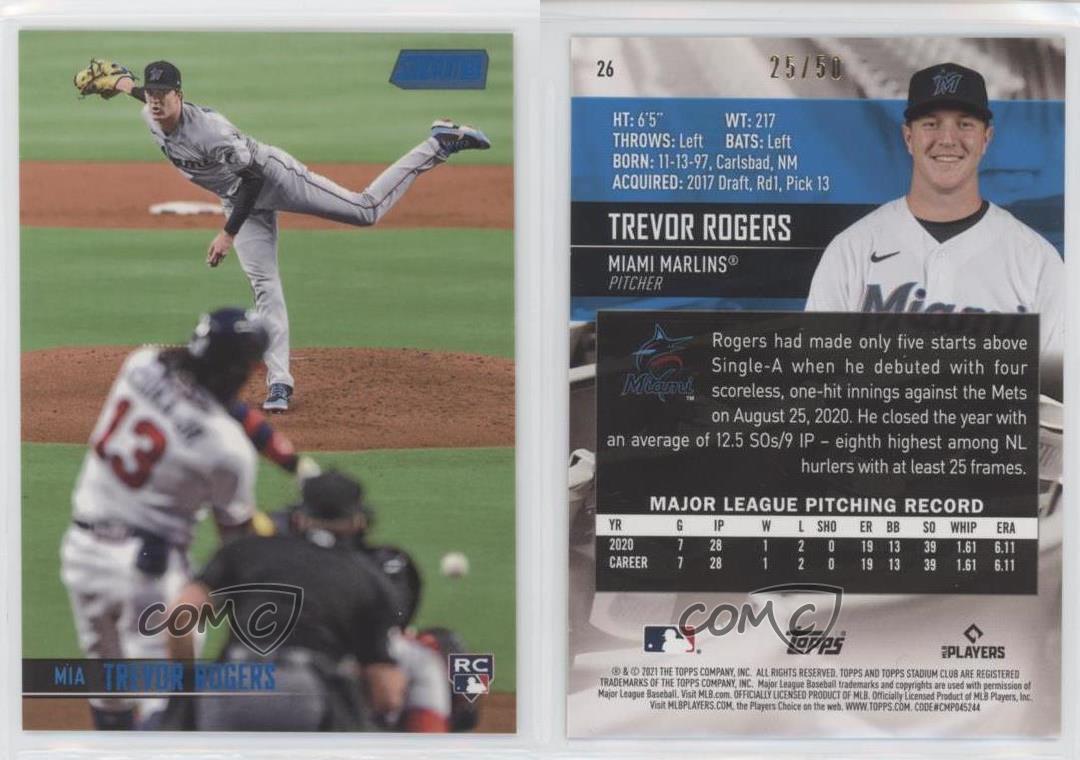 STADIUM CLUB
13
MIA TREVOR ROGERS
RC
COMC
26
25/50
HT: 6'5" WT: 217
THROWS: Left BATS: Left
BORN: 11-13-97, Carlsbad, NM
ACQUIRED: 2017 Draft, Rd1, Pick 13
TREVOR ROGERS
MIAMI MARLINS®
PITCHER
Miami
Miami ™
Rogers had made only five starts above
Single-A when he debuted with four
scoreless, one-hit innings against the Mets
on August 25, 2020. He closed the year with
an average of 12.5 SOs/9 IP – eighth highest among NL
hurlers with at least 25 frames.
MAJOR LEAGUE PITCHING RECORD
YR G IP W L SHO ER BB SO WHIP ERA
2020 7 28 1 2 0 19 13 39 1.61 6.11
CAREER 7 28 1 2 0 19 13 39 1.61 6.11
COMC
TOPPS
MLB PLAYERS
® & © 2021 THE TOPPS COMPANY, INC. ALL RIGHTS RESERVED. TOPPS AND TOPPS STADIUM CLUB ARE REGISTERED
TRADEMARKS OF THE TOPPS COMPANY, INC. Major League Baseball trademarks and copyrights are used with permission of
Major League Baseball. Visit MLB.com. OFFICIALLY LICENSED PRODUCT OF MLB. Officially Licensed Product of MLB Players, Inc.
Visit MLBPLAYERS.COM, the Players Choice on the web. WWW.TOPPS.COM. CODE#CMP045244